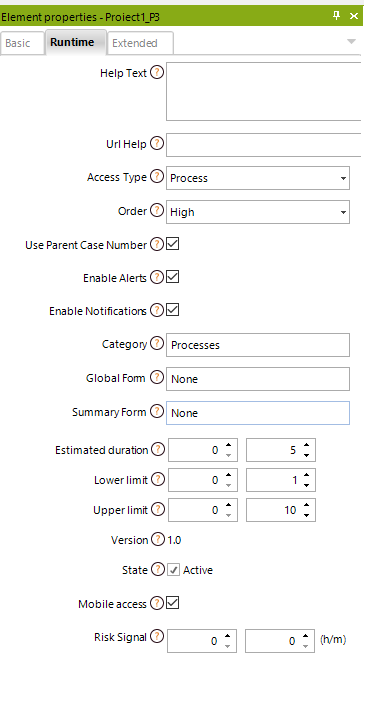 Element properties - Proiect1_P3
Basic Runtime Extended
Help Text ?
Url Help ?
Access Type ? Process
Order ? High
Use Parent Case Number ?
Enable Alerts ?
Enable Notifications ?
Category ? Processes
Global Form ? None
Summary Form ? None
Estimated duration ? 0 5
Lower limit ? 0 1
Upper limit ? 0 10
Version ? 1.0
State ? Active
Mobile access ?
Risk Signal ? 0 0 (h/m)